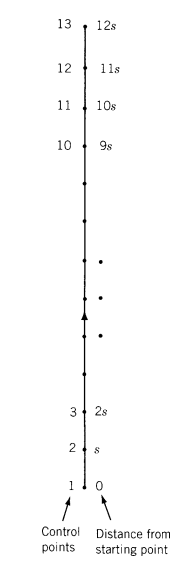 13 12s
12 11s
11 10s
10 9s
3 2s
2 s
1 0
Control points
Distance from starting point